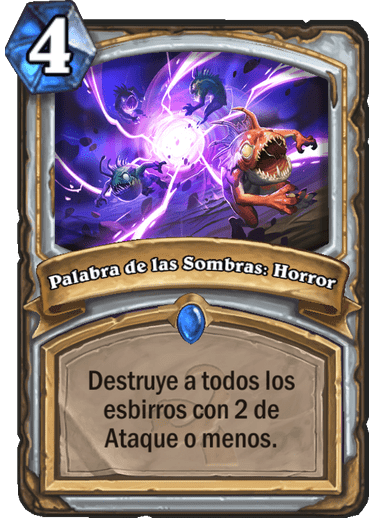 4
Palabra de las Sombras: Horror
Destruye a todos los
esbirros con 2 de
Ataque o menos.